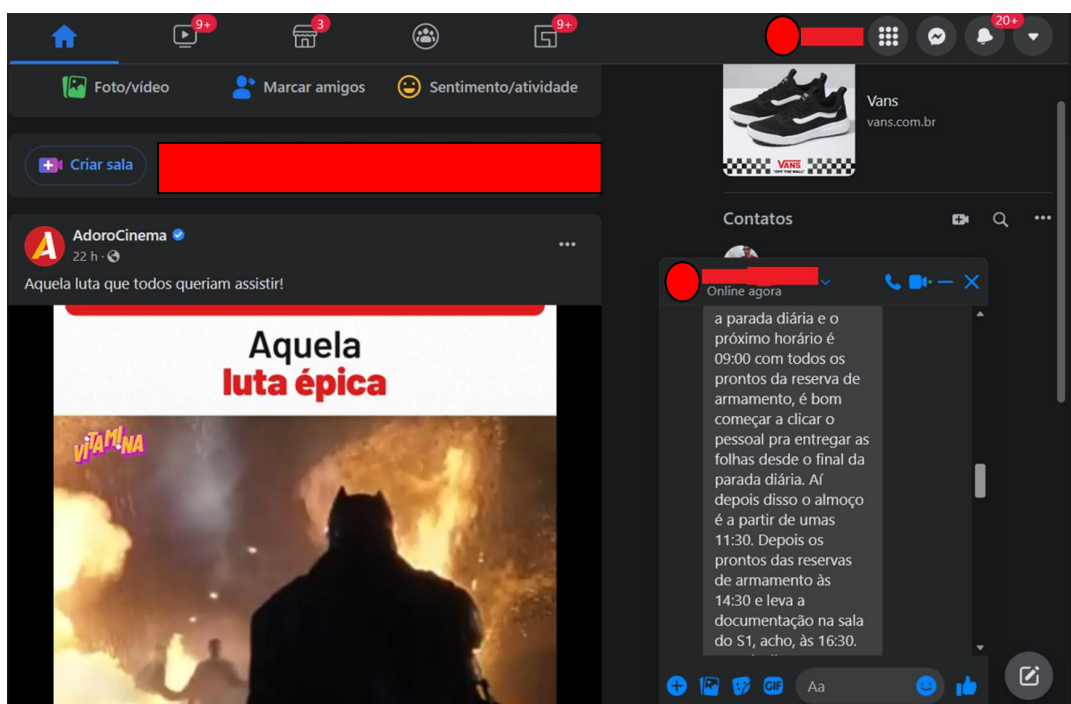 9+
3
9+
20+
Foto/vídeo
Marcar amigos
Sentimento/atividade
Criar sala
AdoroCinema
22 h ·
Aquela luta que todos queriam assistir!
Aquela
luta épica
VITAMINA
Vans
vans.com.br
VANS
"OFF THE WALL"
Contatos
Online agora
a parada diária e o
próximo horário é
09:00 com todos os
prontos da reserva de
armamento, é bom
começar a clicar o
pessoal pra entregar as
folhas desde o final da
parada diária. Aí
depois disso o almoço
é a partir de umas
11:30. Depois os
prontos das reservas
de armamento às
14:30 e leva a
documentação na sala
do S1, acho, às 16:30.
GIF
Aa